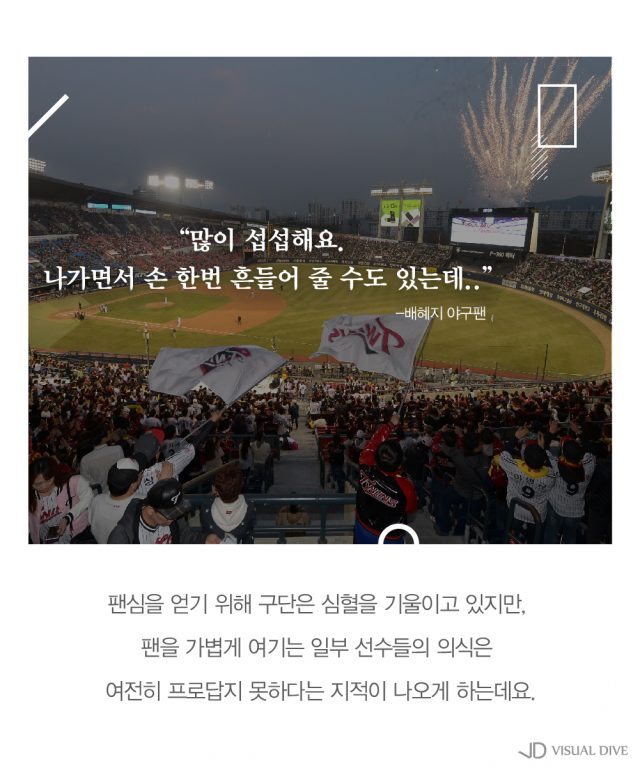 “많이 섭섭해요.
나가면서 손 한번 흔들어 줄 수도 있는데..”
-배혜지 야구팬
TWINS
9
9
팬심을 얻기 위해 구단은 심혈을 기울이고 있지만,
팬을 가볍게 여기는 일부 선수들의 의식은
여전히 프로답지 못하다는 지적이 나오게 하는데요.
JD VISUAL DIVE